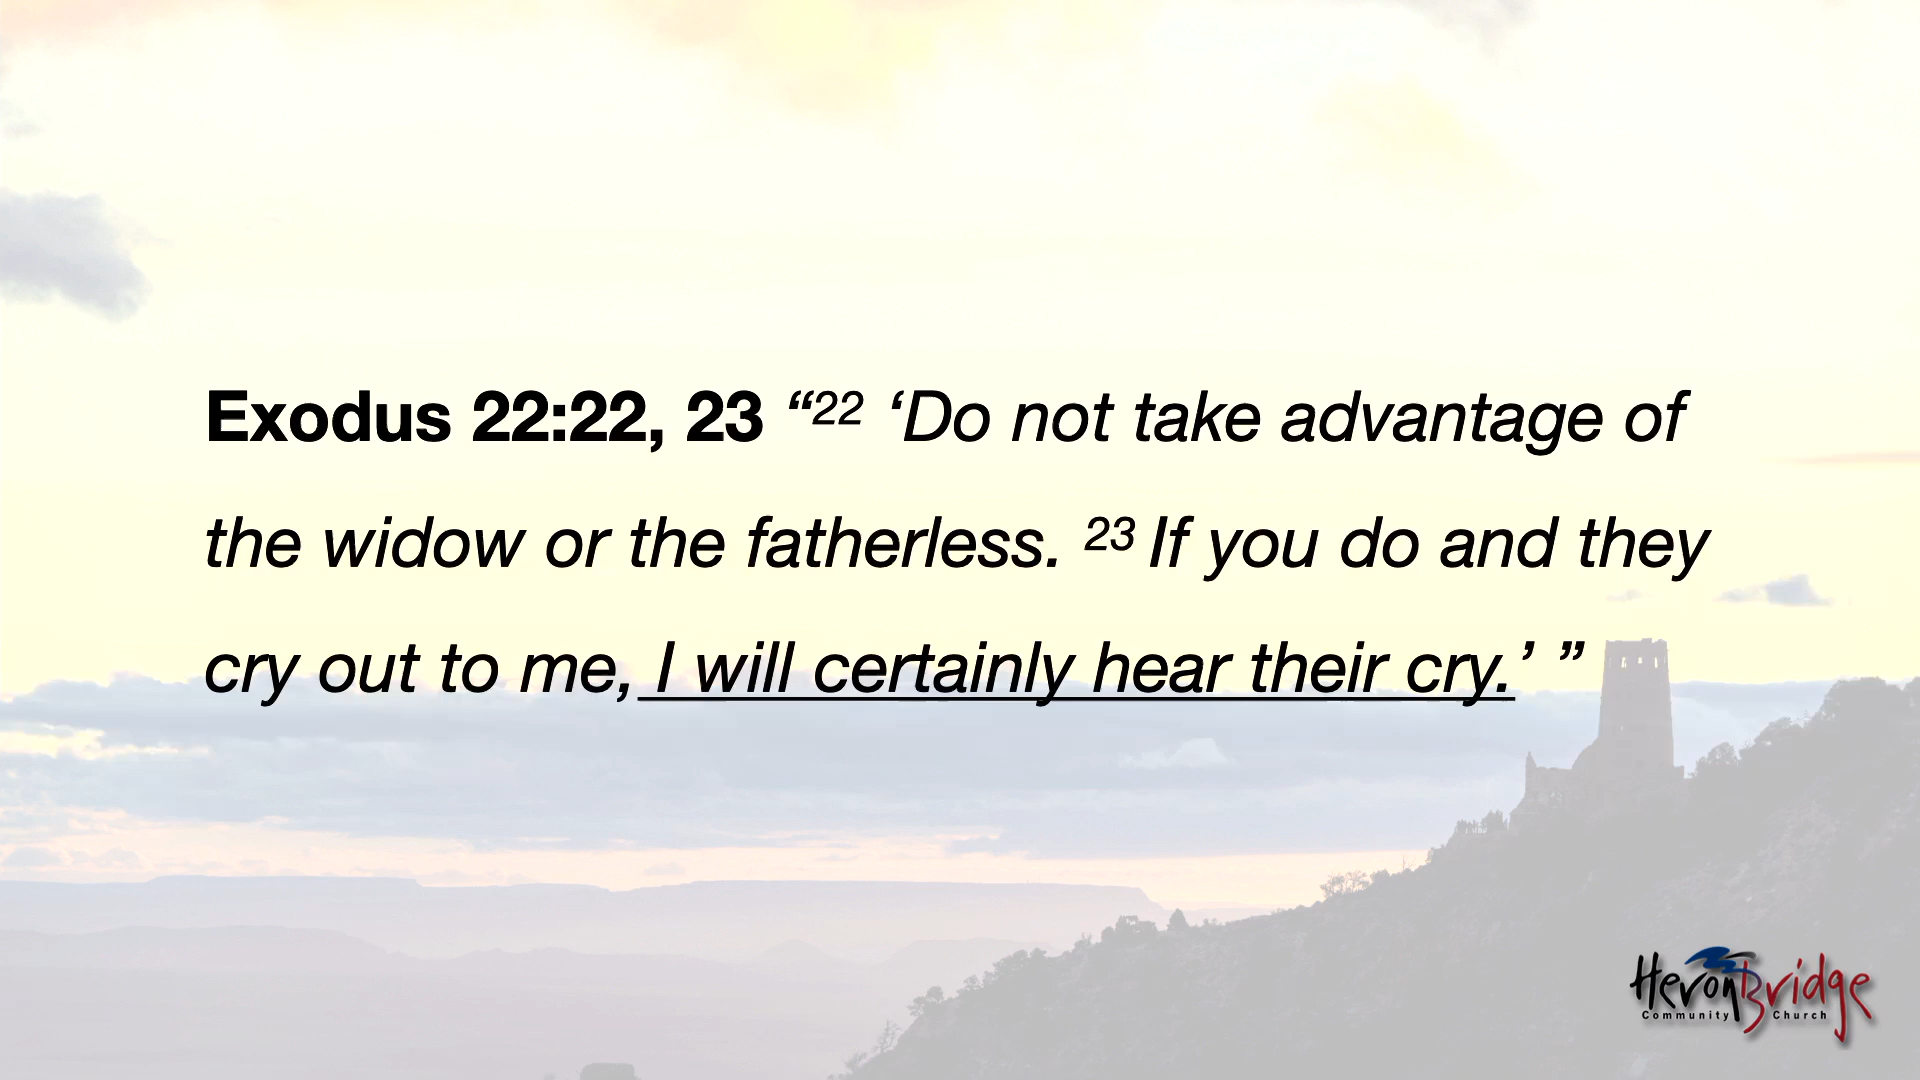 Exodus 22:22, 23 “22 ‘Do not take advantage of
the widow or the fatherless. 23 If you do and they
cry out to me, I will certainly hear their cry.’ ”
HeronBridge
Community Church